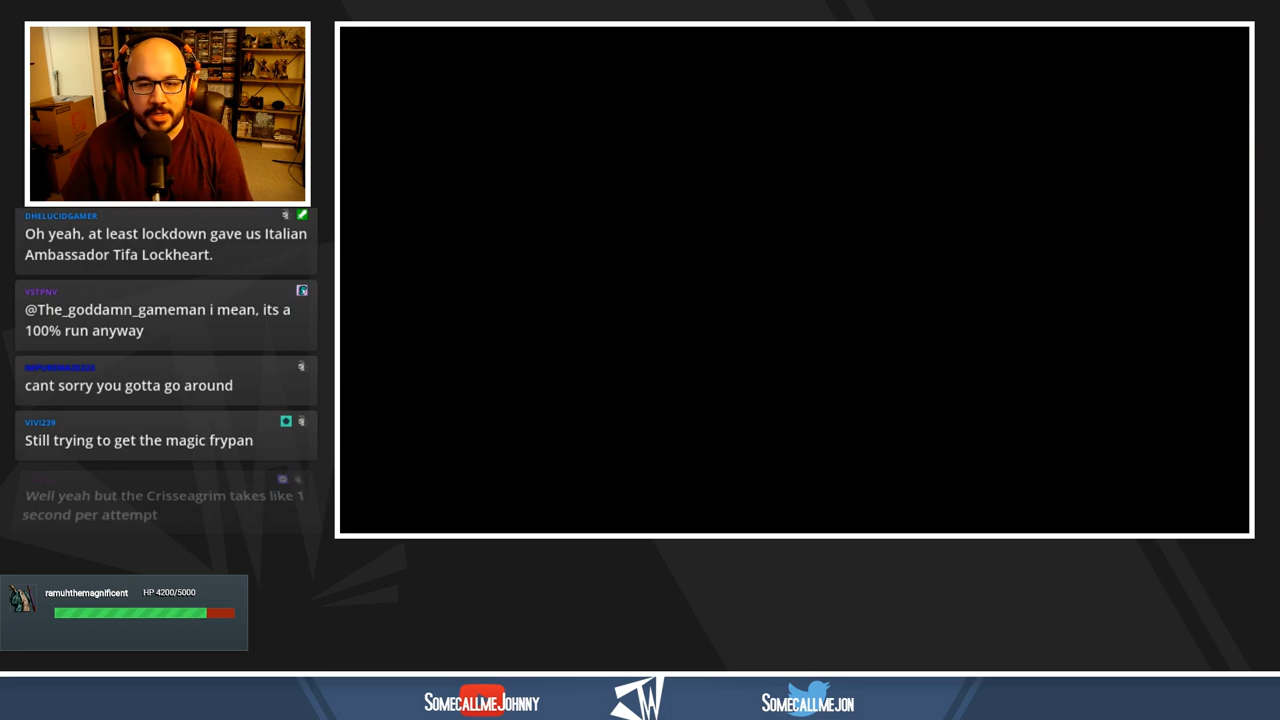 DHELUCIDGAMER
Oh yeah, at least lockdown gave us Italian
Ambassador Tifa Lockheart.
VSTPNV
@The_goddamn_gameman i mean, its a
100% run anyway
cant sorry you gotta go around
VIVI239
Still trying to get the magic frypan
Well yeah but the Crisseagrim takes like 1
second per attempt
ramuhthemagnificent HP 4200/5000
SOMECALLMEJOHNNY
SOMECALLMEJON